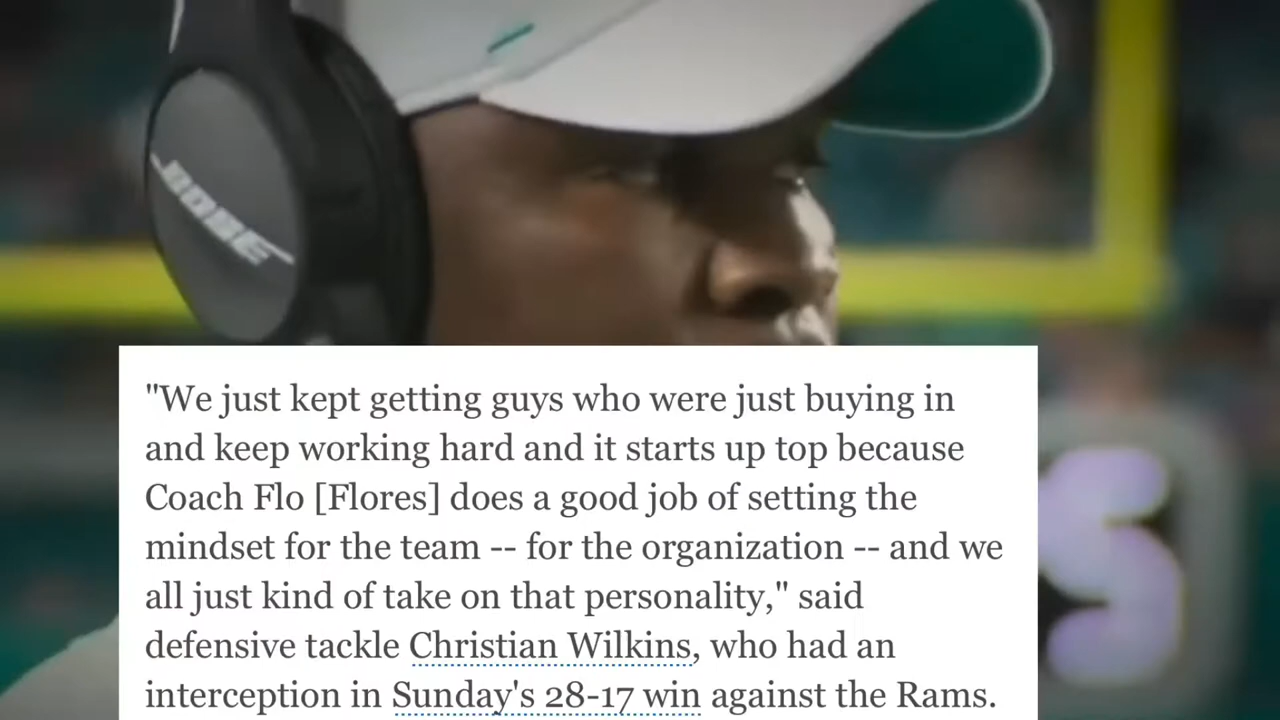 BOSE
"We just kept getting guys who were just buying in
and keep working hard and it starts up top because
Coach Flo [Flores] does a good job of setting the
mindset for the team -- for the organization -- and we
all just kind of take on that personality," said
defensive tackle Christian Wilkins, who had an
interception in Sunday's 28-17 win against the Rams.